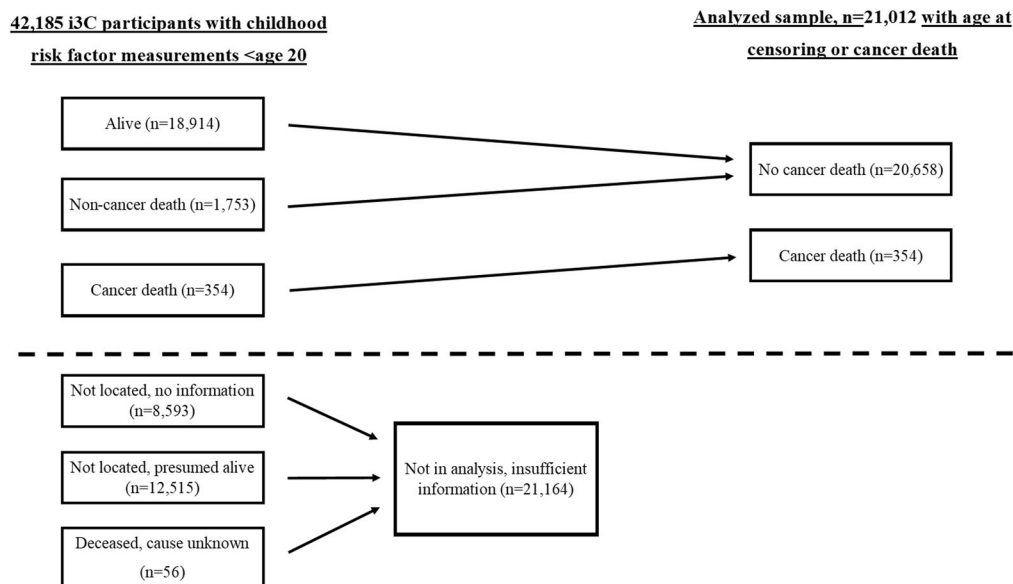 42,185 i3C participants with childhood
risk factor measurements <age 20
Analyzed sample, n=21,012 with age at
censoring or cancer death
Alive (n=18,914)
Non-cancer death (n=1,753)
Cancer death (n=354)
No cancer death (n=20,658)
Cancer death (n=354)
Not located, no information
(n=8,593)
Not located, presumed alive
(n=12,515)
Deceased, cause unknown
(n=56)
Not in analysis, insufficient
information (n=21,164)